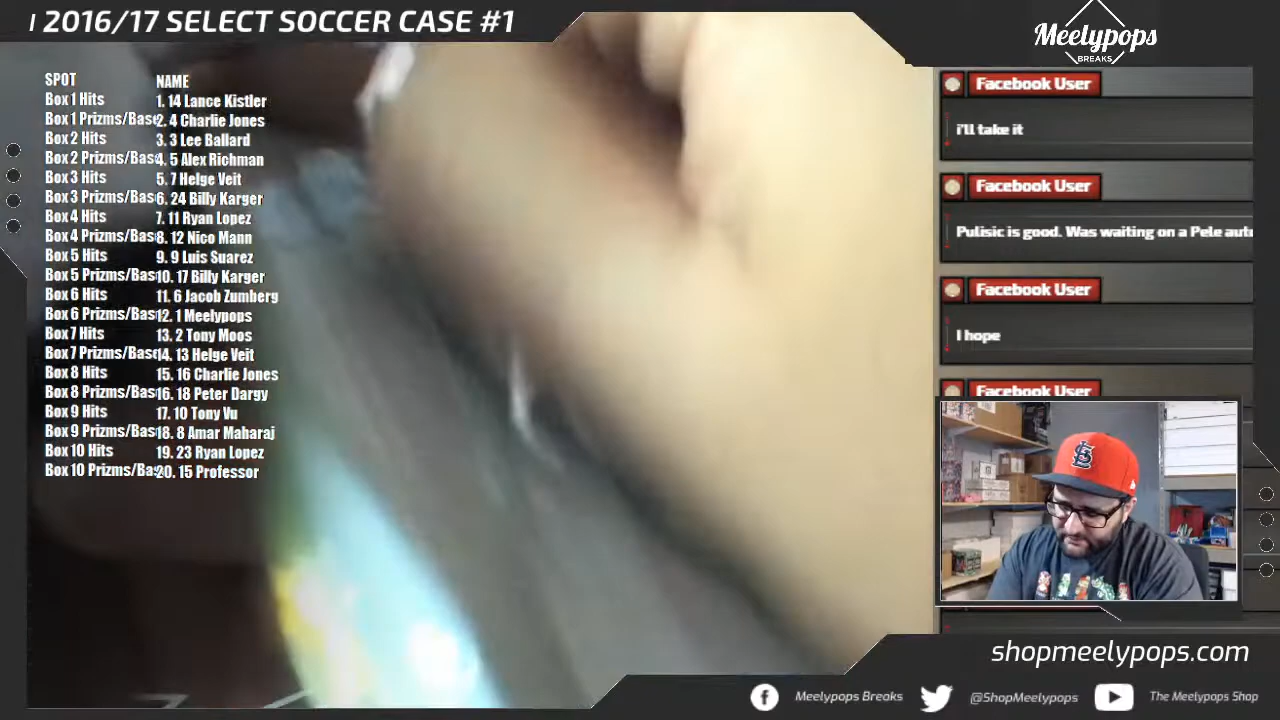 2016/17 SELECT SOCCER CASE #1
Meelypops
BREAKS
SPOT NAME
Box 1 Hits 1. 14 Lance Kistler
Box 1 Prizms/Base 2. 4 Charlie Jones
Box 2 Hits 3. 3 Lee Ballard
Box 2 Prizms/Bas 4. 5 Alex Richman
Box 3 Hits 5. 7 Helge Veit
Box 3 Prizms/Bas 6. 24 Billy Karger
Box 4 Hits 7. 11 Ryan Lopez
Box 4 Prizms/Bas 8. 12 Nico Mann
Box 5 Hits 9. 9 Luis Suarez
Box 5 Prizms/Bas 10. 17 Billy Karger
Box 6 Hits 11. 6 Jacob Zumberg
Box 6 Prizms/Bas 12. 1 Meelypops
Box 7 Hits 13. 2 Tony Moos
Box 7 Prizms/Base 14. 13 Helge Veit
Box 8 Hits 15. 16 Charlie Jones
Box 8 Prizms/Bas 16. 18 Peter Dargy
Box 9 Hits 17. 10 Tony Vu
Box 9 Prizms/Bas 18. 8 Amar Maharaj
Box 10 Hits 19. 23 Ryan Lopez
Box 10 Prizms/Ba 20. 15 Professor
Facebook User
i'll take it
Facebook User
Pulisic is good. Was waiting on a Pele aut
Facebook User
I hope
Facebook User
shopmeelypops.com
Meelypops Breaks @ShopMeelypops The Meelypops Shop